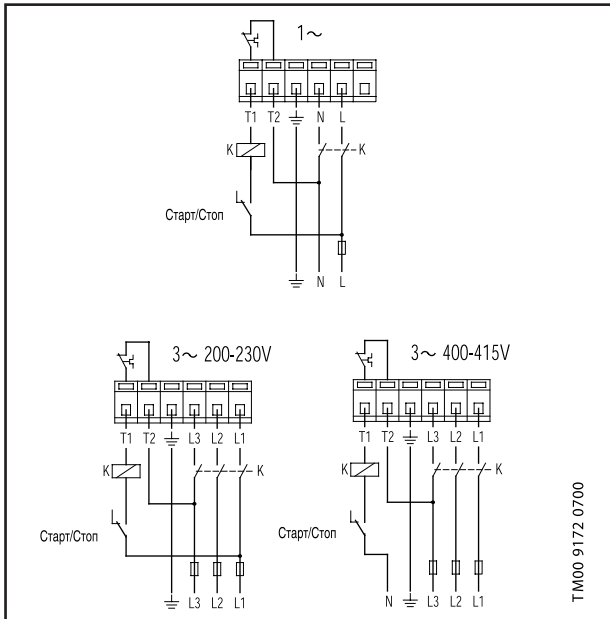 1~
T1 T2 N L
K K
Старт/Стоп
N L
3~ 200-230V
T1 T2 L3 L2 L1
K K
Старт/Стоп
L3 L2 L1
3~ 400-415V
T1 T2 L3 L2 L1
K K
Старт/Стоп
N L3 L2 L1
TM00 9172 0700